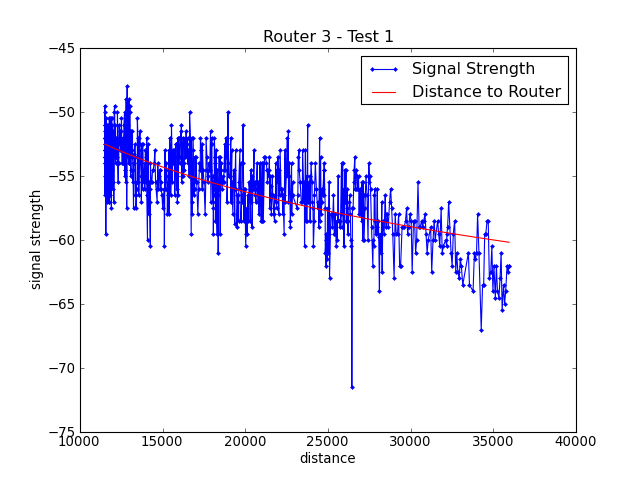 Router 3 - Test 1
Signal Strength
Distance to Router
−45
−50
−55
−60
−65
−70
−75
signal strength
10000 15000 20000 25000 30000 35000 40000
distance